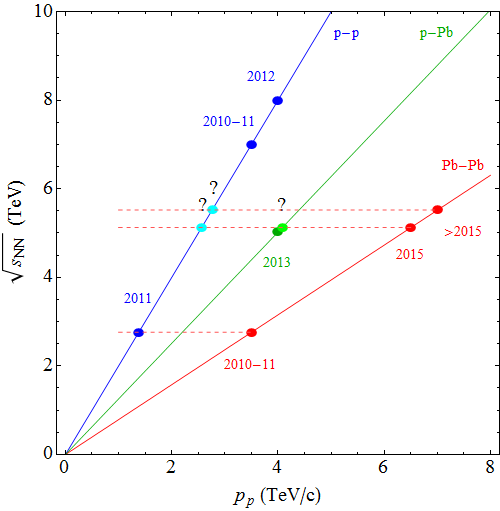 10
p–p
p–Pb
2012
8
2010–11
Pb–Pb
?
6
? ?
√sNN (TeV)
>2015
2015
2013
4
2011
2010–11
2
0
0 2 4 6 8
pp (TeV/c)